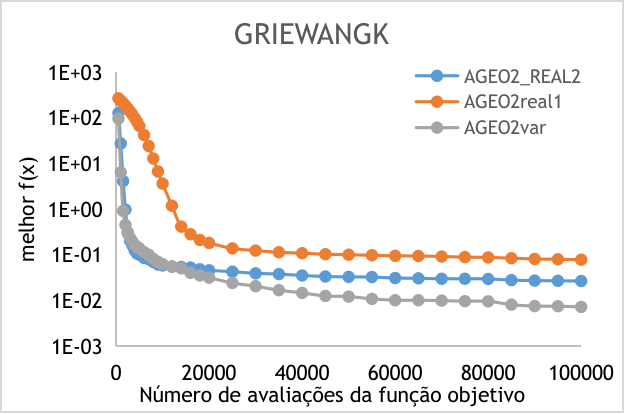 GRIEWANGK
1E+03
1E+02
1E+01
1E+00
1E-01
1E-02
1E-03
melhor f(x)
AGEO2_REAL2
AGEO2real1
AGEO2var
0 20000 40000 60000 80000 100000
Número de avaliações da função objetivo